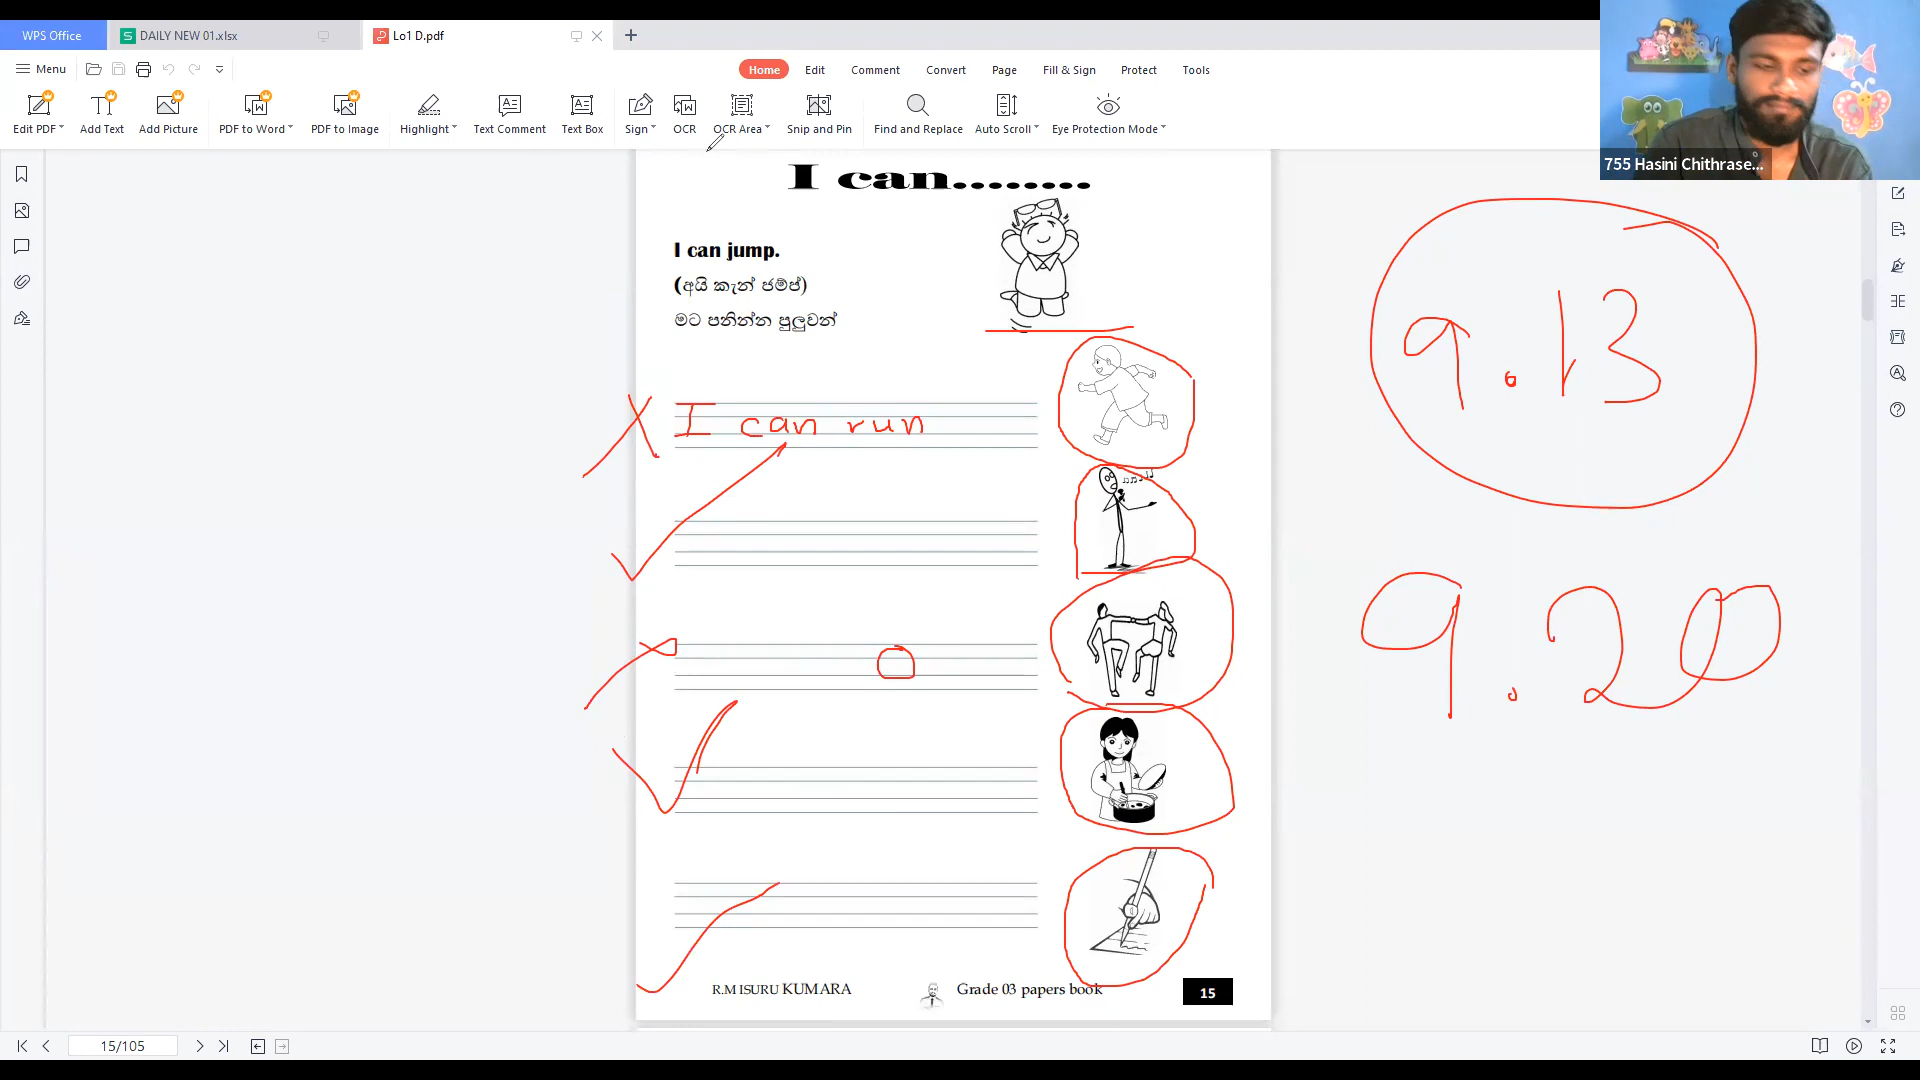 WPS Office DAILY NEW 01.xlsx Lo1 D.pdf
Menu Home Edit Comment Convert Page Fill & Sign Protect Tools
Edit PDF Add Text Add Picture PDF to Word PDF to Image Highlight Text Comment Text Box Sign OCR OCR Area Snip and Pin Find and Replace Auto Scroll Eye Protection Mode
755 Hasini Chithrase...
I can........
I can jump.
(අයි කැන් ජම්ප්)
මට පනින්න පුලුවන්
9.13
I can run
9.20
R.M ISURU KUMARA Grade 03 papers book 15
15/105